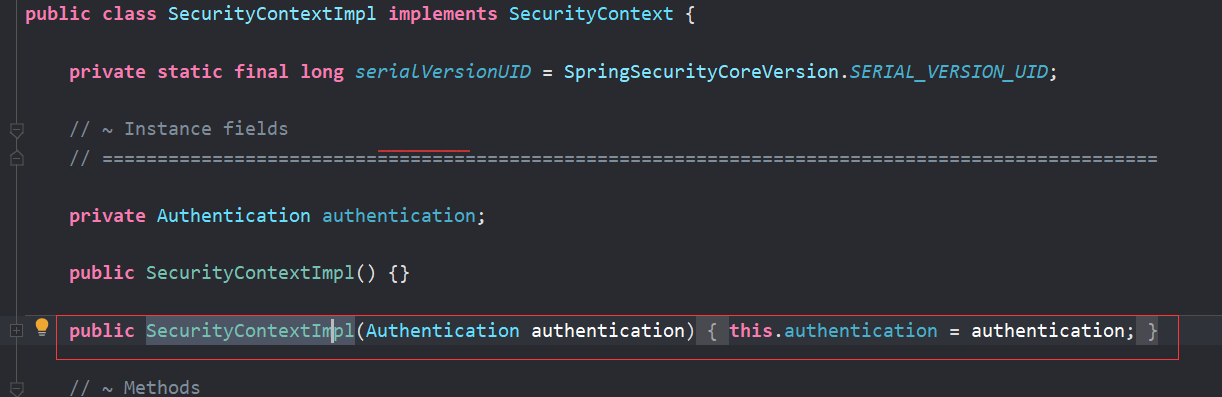 public class SecurityContextImpl implements SecurityContext {
private static final long serialVersionUID = SpringSecurityCoreVersion.SERIAL_VERSION_UID;
// ~ Instance fields
// ================================================================================================
private Authentication authentication;
public SecurityContextImpl() {}
public SecurityContextImpl(Authentication authentication) { this.authentication = authentication; }
// ~ Methods